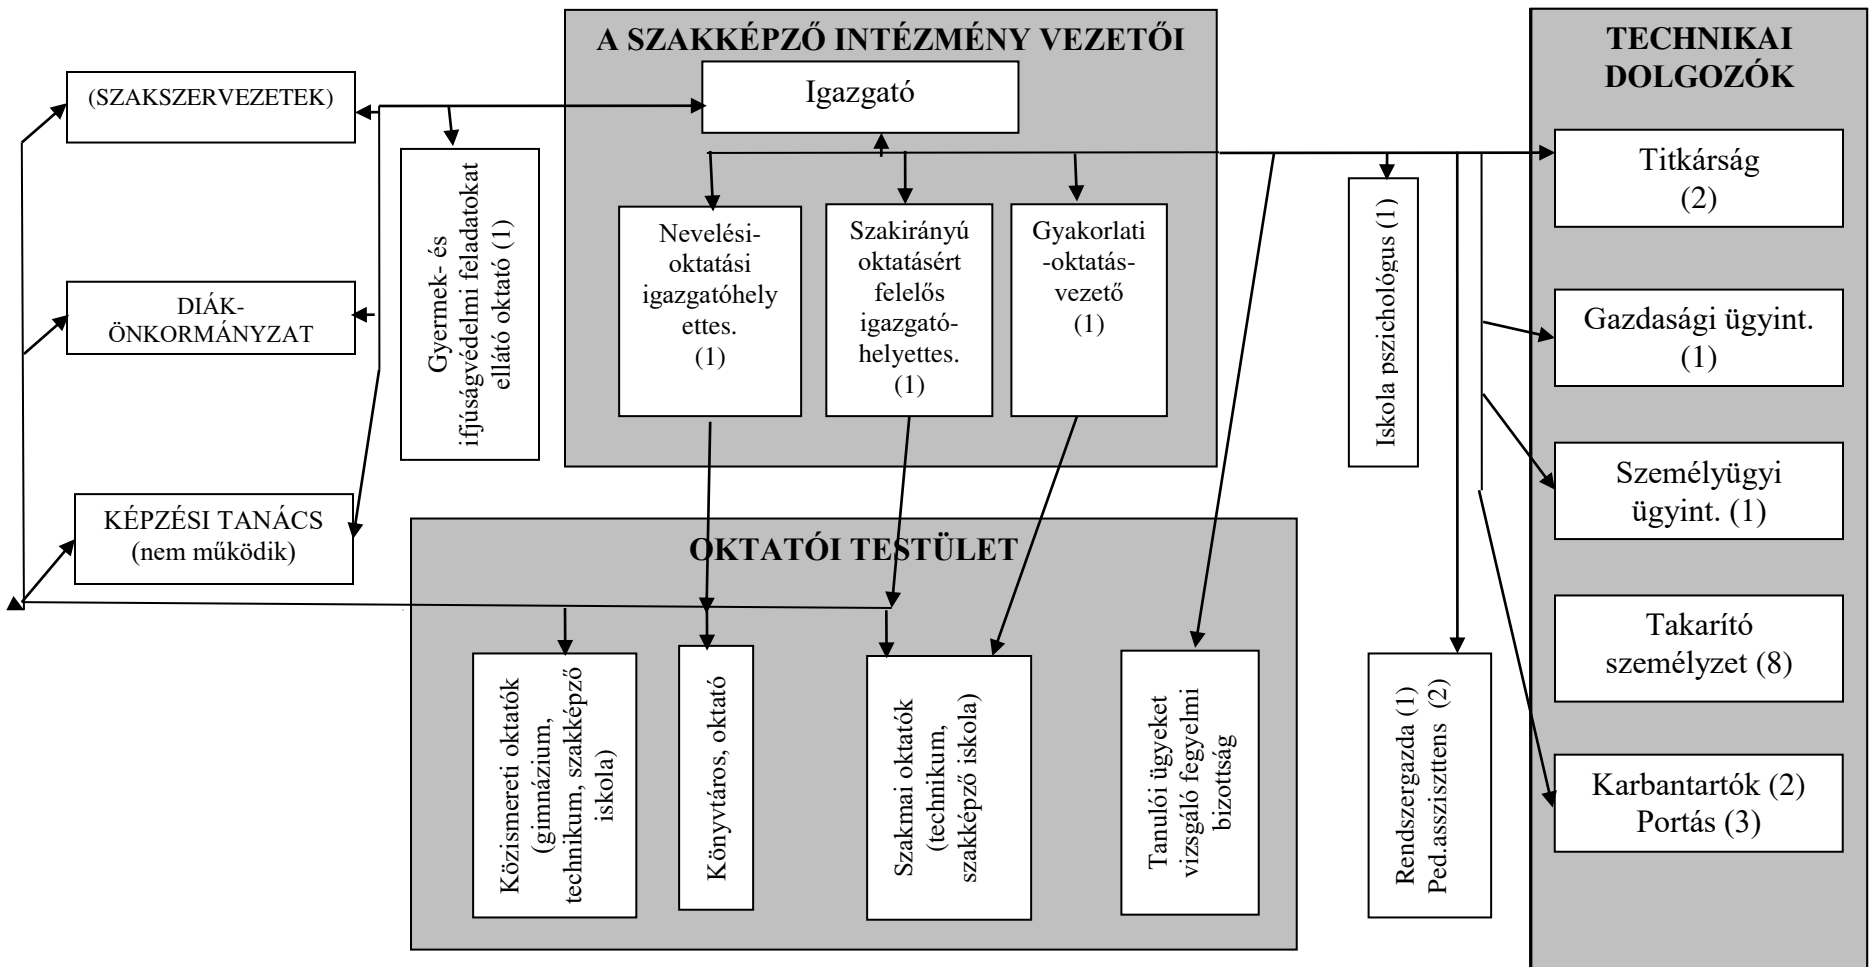 A SZAKKÉPZŐ INTÉZMÉNY VEZETŐI
Igazgató
Nevelési-
oktatási
igazgatóhely
ettes.
(1)
Szakirányú
oktatásért
felelős
igazgató-
helyettes.
(1)
Gyakorlati
-oktatás-
vezető
(1)
(SZAKSZERVEZETEK)
DIÁK-
ÖNKORMÁNYZAT
KÉPZÉSI TANÁCS
(nem működik)
Gyermek- és
ifjúságvédelmi feladatokat
ellátó oktató (1)
OKTATÓI TESTÜLET
Közismereti oktatók
(gimnázium,
technikum, szakképző
iskola)
Könyvtáros, oktató
Szakmai oktatók
(technikum,
szakképző iskola)
Tanulói ügyeket
vizsgáló fegyelmi
bizottság
Iskola pszichológus (1)
Rendszergazda (1)
Ped.asszisztens (2)
TECHNIKAI
DOLGOZÓK
Titkárság
(2)
Gazdasági ügyint.
(1)
Személyügyi
ügyint. (1)
Takarító
személyzet (8)
Karbantartók (2)
Portás (3)